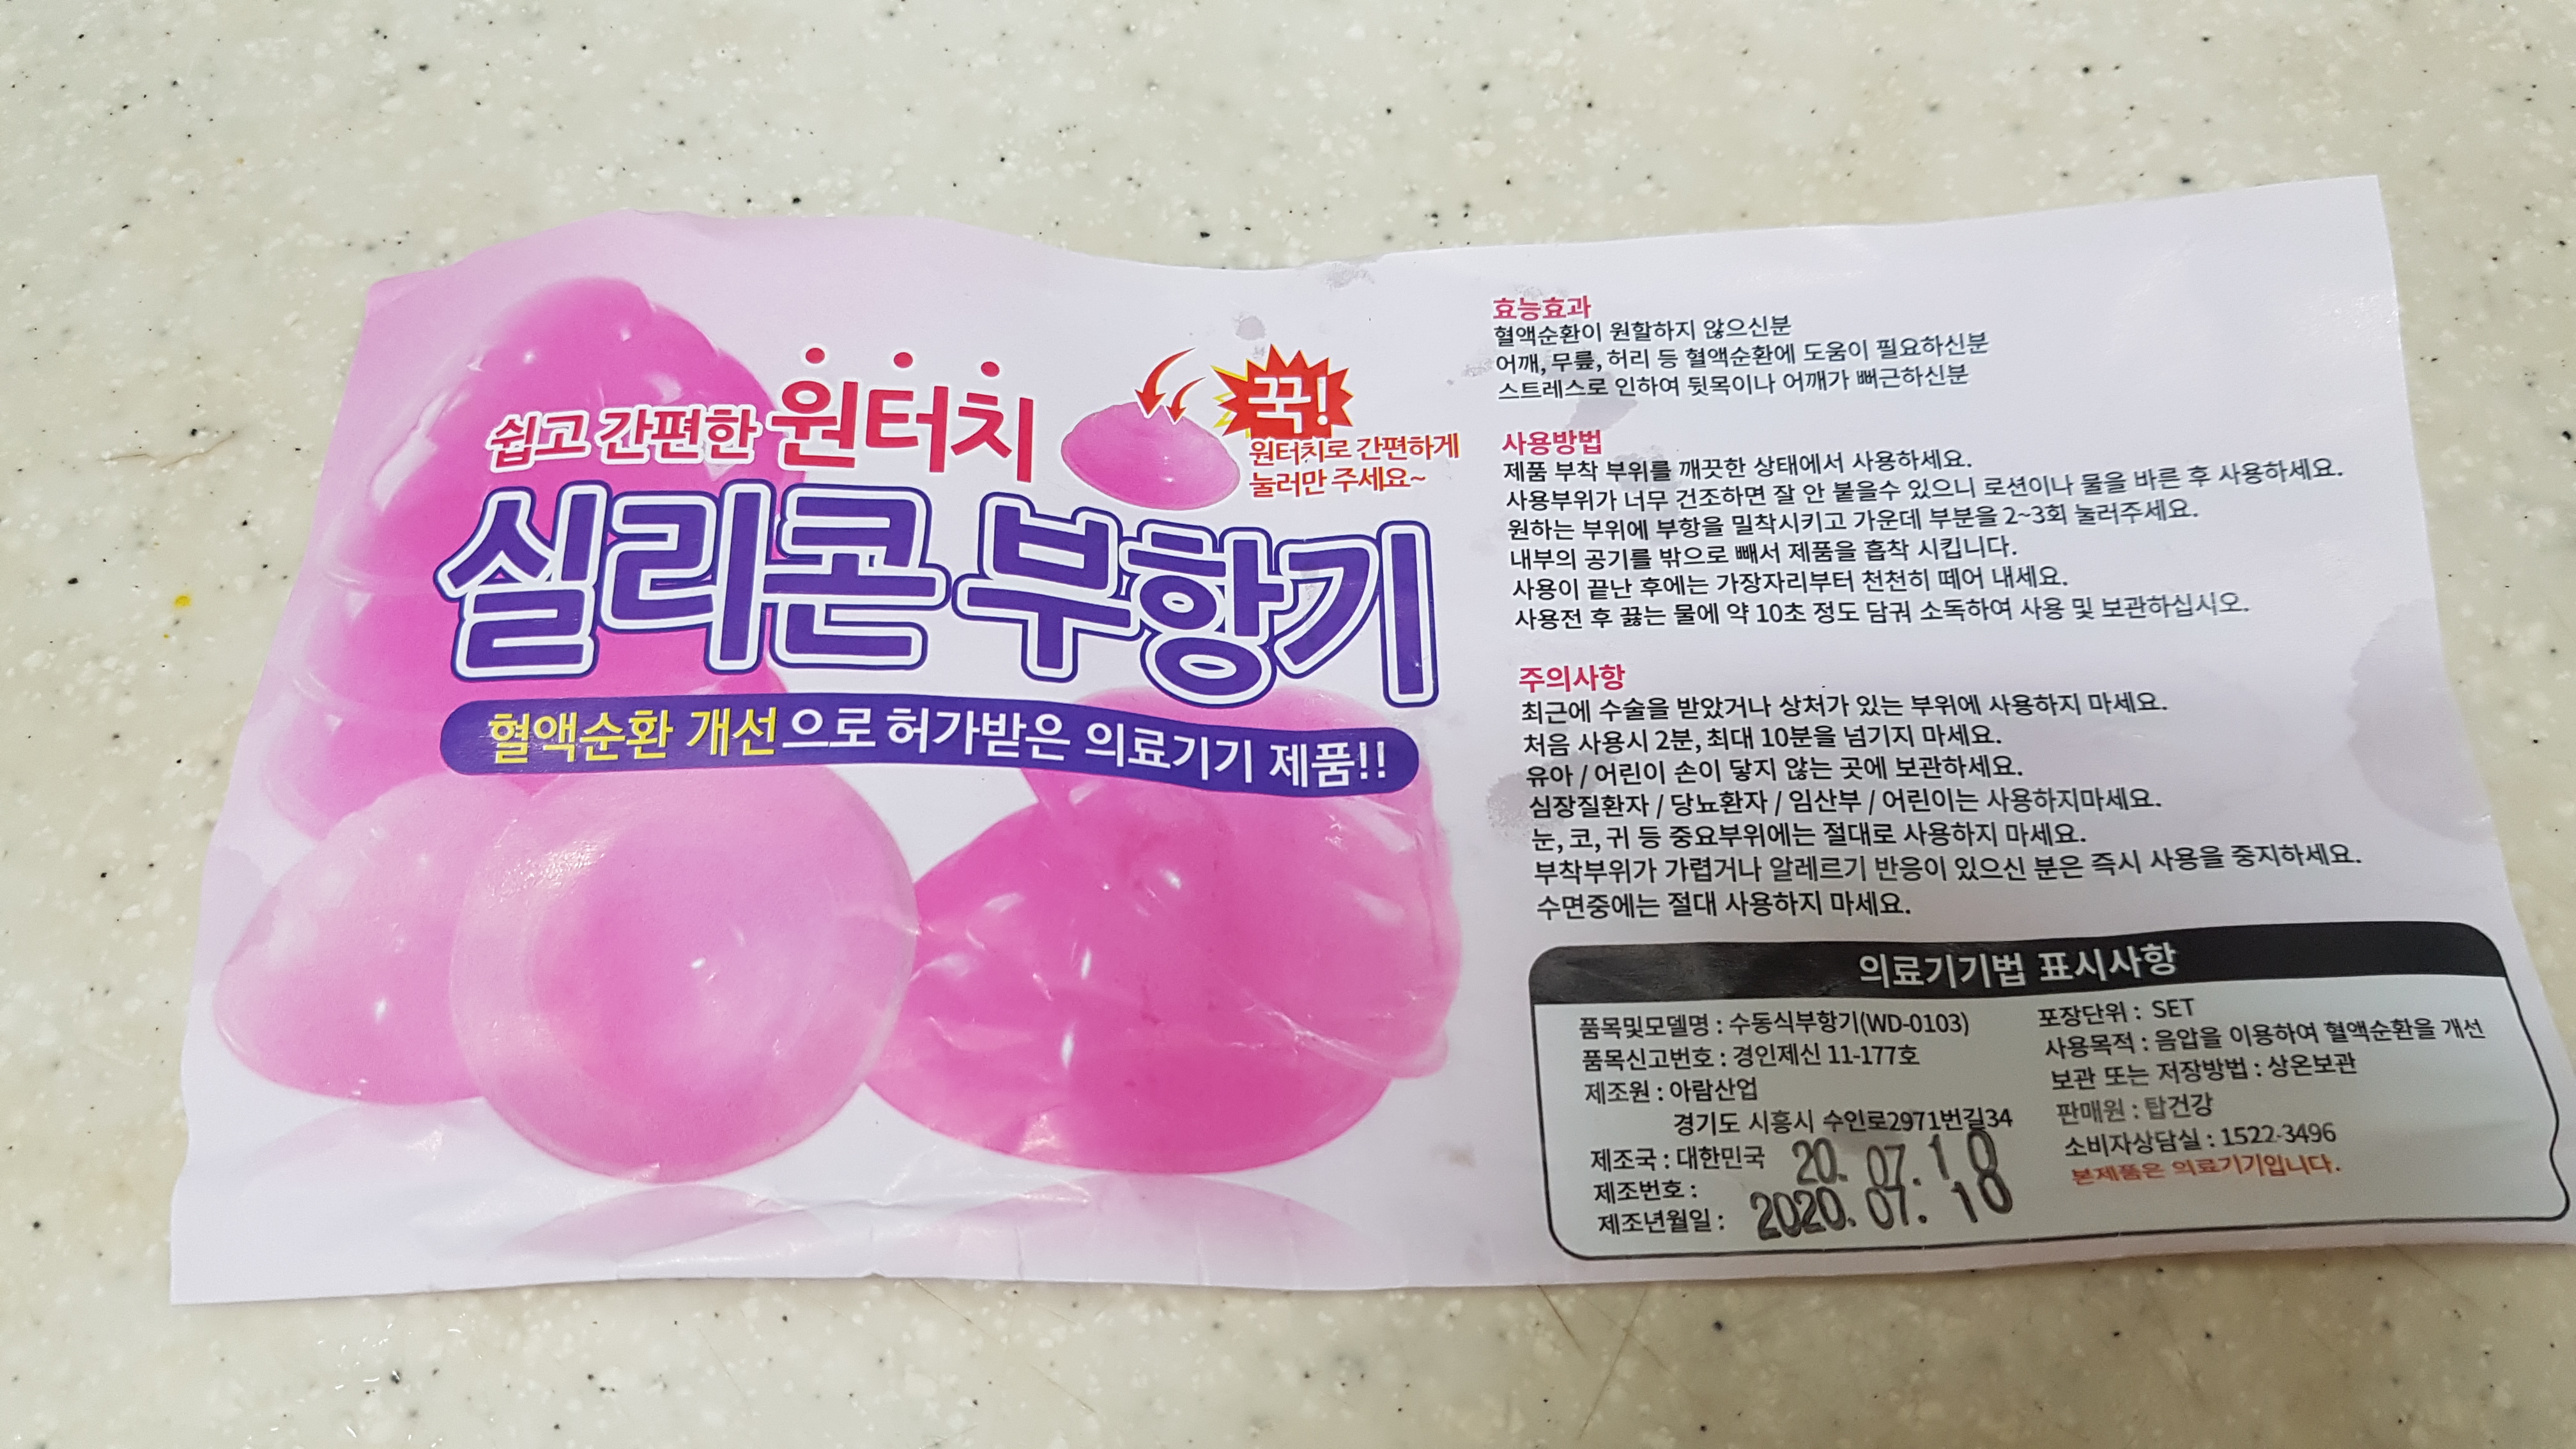 쉽고 간편한 원터치
꾹!
원터치로 간편하게
눌러만 주세요~
실리콘 부항기
혈액순환 개선으로 허가받은 의료기기 제품!!
효능효과
혈액순환이 원할하지 않으신분
어깨, 무릎, 허리 등 혈액순환에 도움이 필요하신분
스트레스로 인하여 뒷목이나 어깨가 뻐근하신분
사용방법
제품 부착 부위를 깨끗한 상태에서 사용하세요.
사용부위가 너무 건조하면 잘 안 붙을수 있으니 로션이나 물을 바른 후 사용하세요.
원하는 부위에 부항을 밀착시키고 가운데 부분을 2~3회 눌러주세요.
내부의 공기를 밖으로 빼서 제품을 흡착 시킵니다.
사용이 끝난 후에는 가장자리부터 천천히 떼어 내세요.
사용전 후 끓는 물에 약 10초 정도 담궈 소독하여 사용 및 보관하십시오.
주의사항
최근에 수술을 받았거나 상처가 있는 부위에 사용하지 마세요.
처음 사용시 2분, 최대 10분을 넘기지 마세요.
유아 / 어린이 손이 닿지 않는 곳에 보관하세요.
심장질환자 / 당뇨환자 / 임산부 / 어린이는 사용하지마세요.
눈, 코, 귀 등 중요부위에는 절대로 사용하지 마세요.
부착부위가 가렵거나 알레르기 반응이 있으신 분은 즉시 사용을 중지하세요.
수면중에는 절대 사용하지 마세요.
의료기기법 표시사항
품목및모델명 : 수동식부항기(WD-0103)
품목신고번호 : 경인제신 11-177호
제조원 : 아람산업
경기도 시흥시 수인로2971번길34
제조국 : 대한민국
제조번호 : 20. 07. 10
제조년월일 : 2020. 07. 10
포장단위 : SET
사용목적 : 음압을 이용하여 혈액순환을 개선
보관 또는 저장방법 : 상온보관
판매원 : 탑건강
소비자상담실 : 1522-3496
본제품은 의료기기입니다.